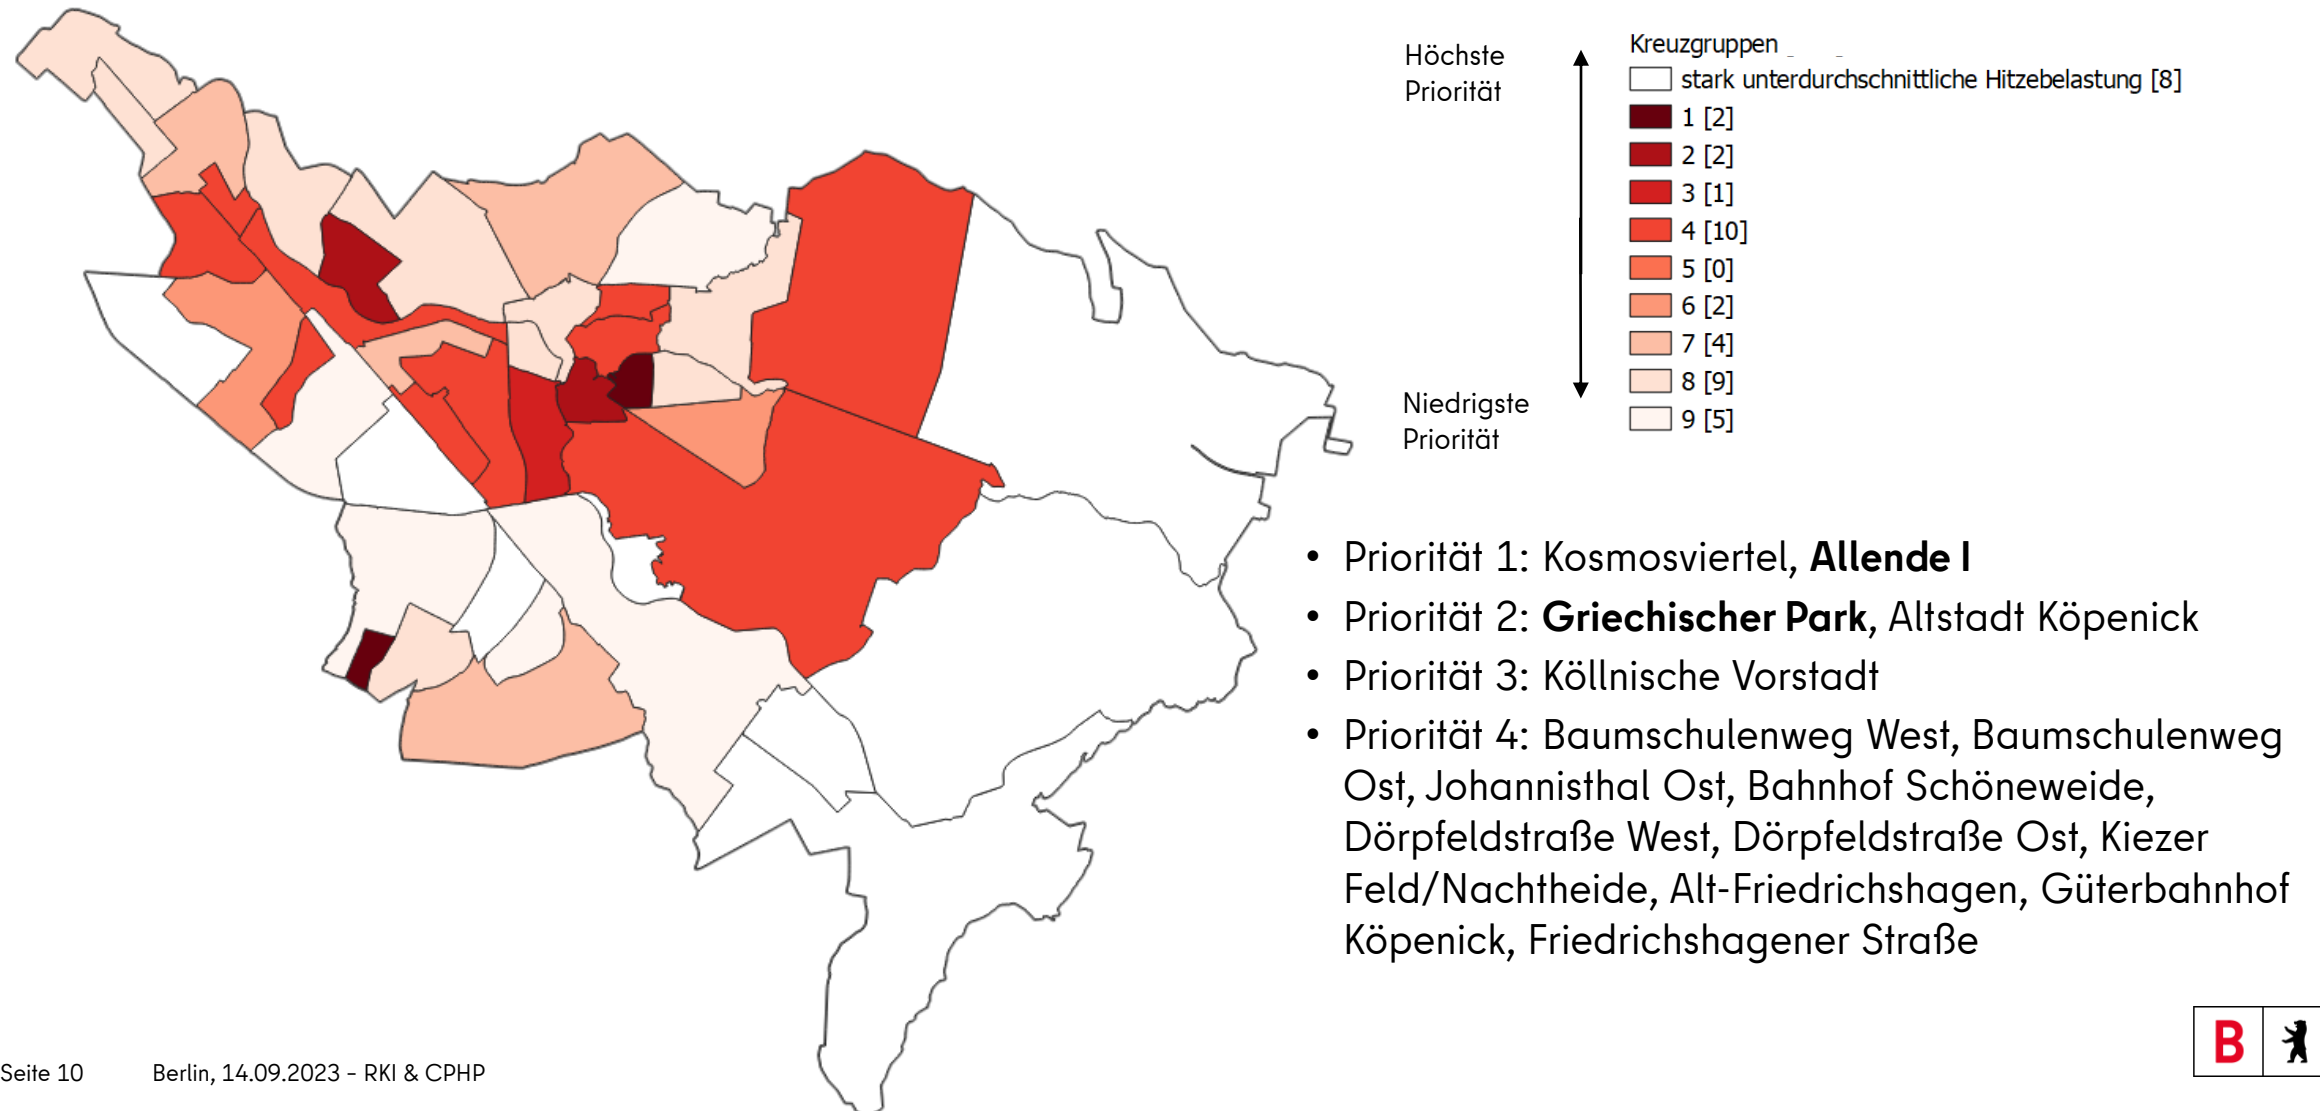 Höchste
Priorität
Niedrigste
Priorität
Kreuzgruppen
stark unterdurchschnittliche Hitzebelastung [8]
1 [2]
2 [2]
3 [1]
4 [10]
5 [0]
6 [2]
7 [4]
8 [9]
9 [5]
• Priorität 1: Kosmosviertel, Allende I
• Priorität 2: Griechischer Park, Altstadt Köpenick
• Priorität 3: Köllnische Vorstadt
• Priorität 4: Baumschulenweg West, Baumschulenweg
Ost, Johannisthal Ost, Bahnhof Schöneweide,
Dörpfeldstraße West, Dörpfeldstraße Ost, Kiezer
Feld/Nachtheide, Alt-Friedrichshagen, Güterbahnhof
Köpenick, Friedrichshagener Straße
Seite 10 Berlin, 14.09.2023 - RKI & CPHP
B